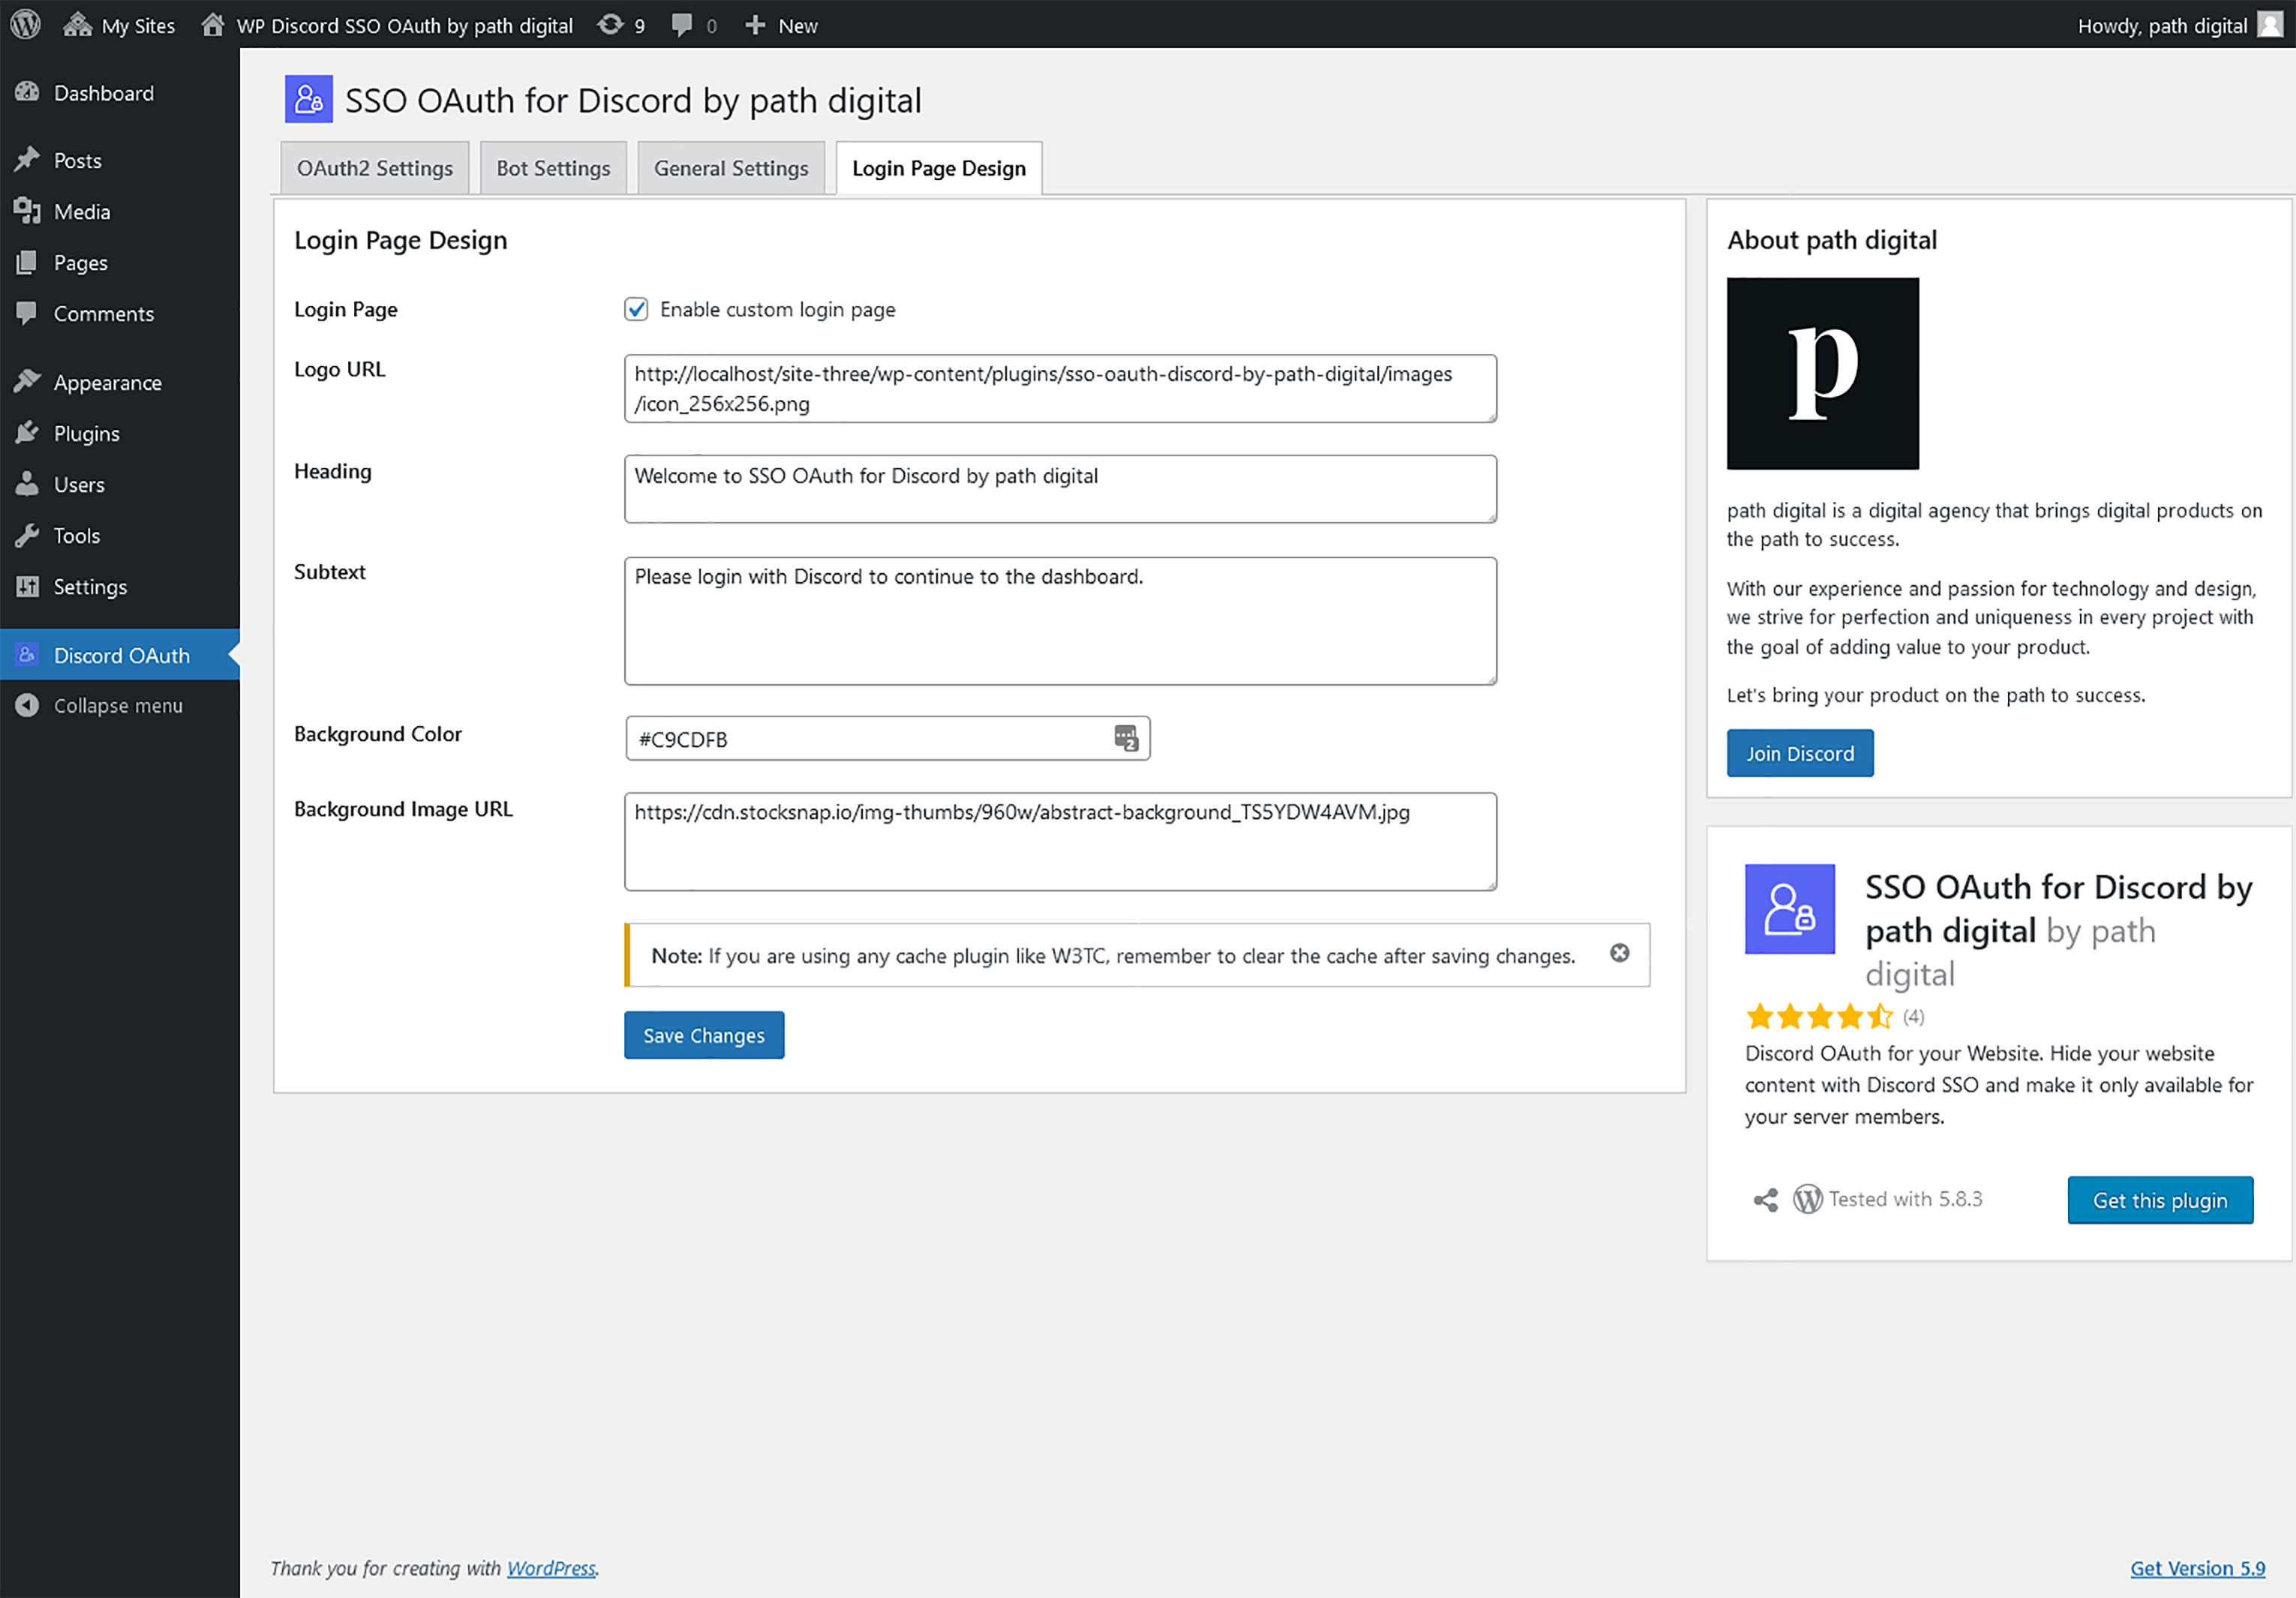 My Sites
WP Discord SSO OAuth by path digital
9
0
New
Howdy, path digital
Dashboard
Posts
Media
Pages
Comments
Appearance
Plugins
Users
Tools
Settings
Discord OAuth
Collapse menu
SSO OAuth for Discord by path digital
OAuth2 Settings
Bot Settings
General Settings
Login Page Design
Login Page Design
Login Page
Enable custom login page
Logo URL
http://localhost/site-three/wp-content/plugins/sso-oauth-discord-by-path-digital/images
/icon_256x256.png
Heading
Welcome to SSO OAuth for Discord by path digital
Subtext
Please login with Discord to continue to the dashboard.
Background Color
#C9CDFB
2
Background Image URL
https://cdn.stocksnap.io/img-thumbs/960w/abstract-background_TS5YDW4AVM.jpg
Note: If you are using any cache plugin like W3TC, remember to clear the cache after saving changes.
Save Changes
About path digital
p
path digital is a digital agency that brings digital products on
the path to success.
With our experience and passion for technology and design,
we strive for perfection and uniqueness in every project with
the goal of adding value to your product.
Let's bring your product on the path to success.
Join Discord
SSO OAuth for Discord by
path digital by path
digital
(4)
Discord OAuth for your Website. Hide your website
content with Discord SSO and make it only available for
your server members.
Tested with 5.8.3
Get this plugin
Thank you for creating with WordPress.
Get Version 5.9